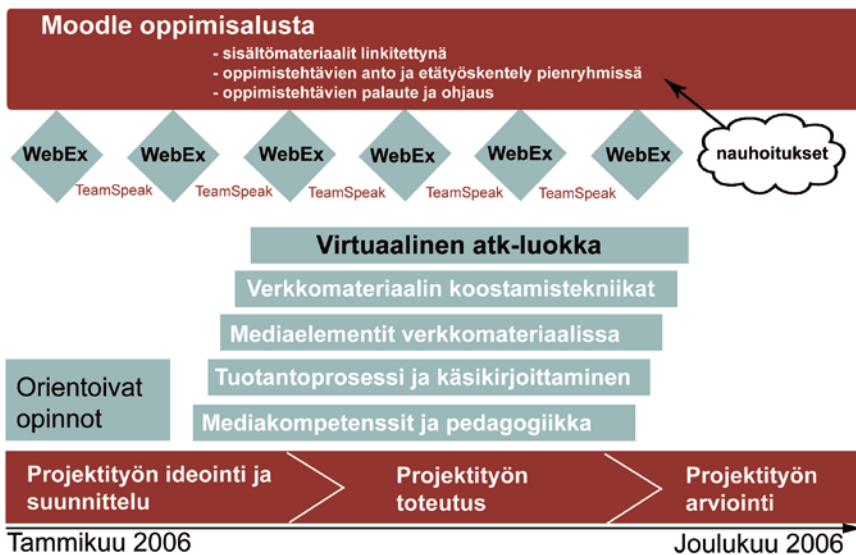 Moodle oppimisalusta
- sisältömateriaalit linkitettynä
- oppimistehtävien anto ja etätyöskentely pienryhmissä
- oppimistehtävien palaute ja ohjaus
WebEx
WebEx
WebEx
WebEx
WebEx
WebEx
nauhoitukset
TeamSpeak
TeamSpeak
TeamSpeak
TeamSpeak
TeamSpeak
Virtuaalinen atk-luokka
Verkkomateriaalin koostamistekniikat
Mediaelementit verkkomateriaalissa
Tuotantoprosessi ja käsikirjoittaminen
Mediakompetenssit ja pedagogiikka
Orientoivat
opinnot
Projektityön ideointi ja
suunnittelu
Projektityön
toteutus
Projektityön
arviointi
Tammikuu 2006
Joulukuu 2006